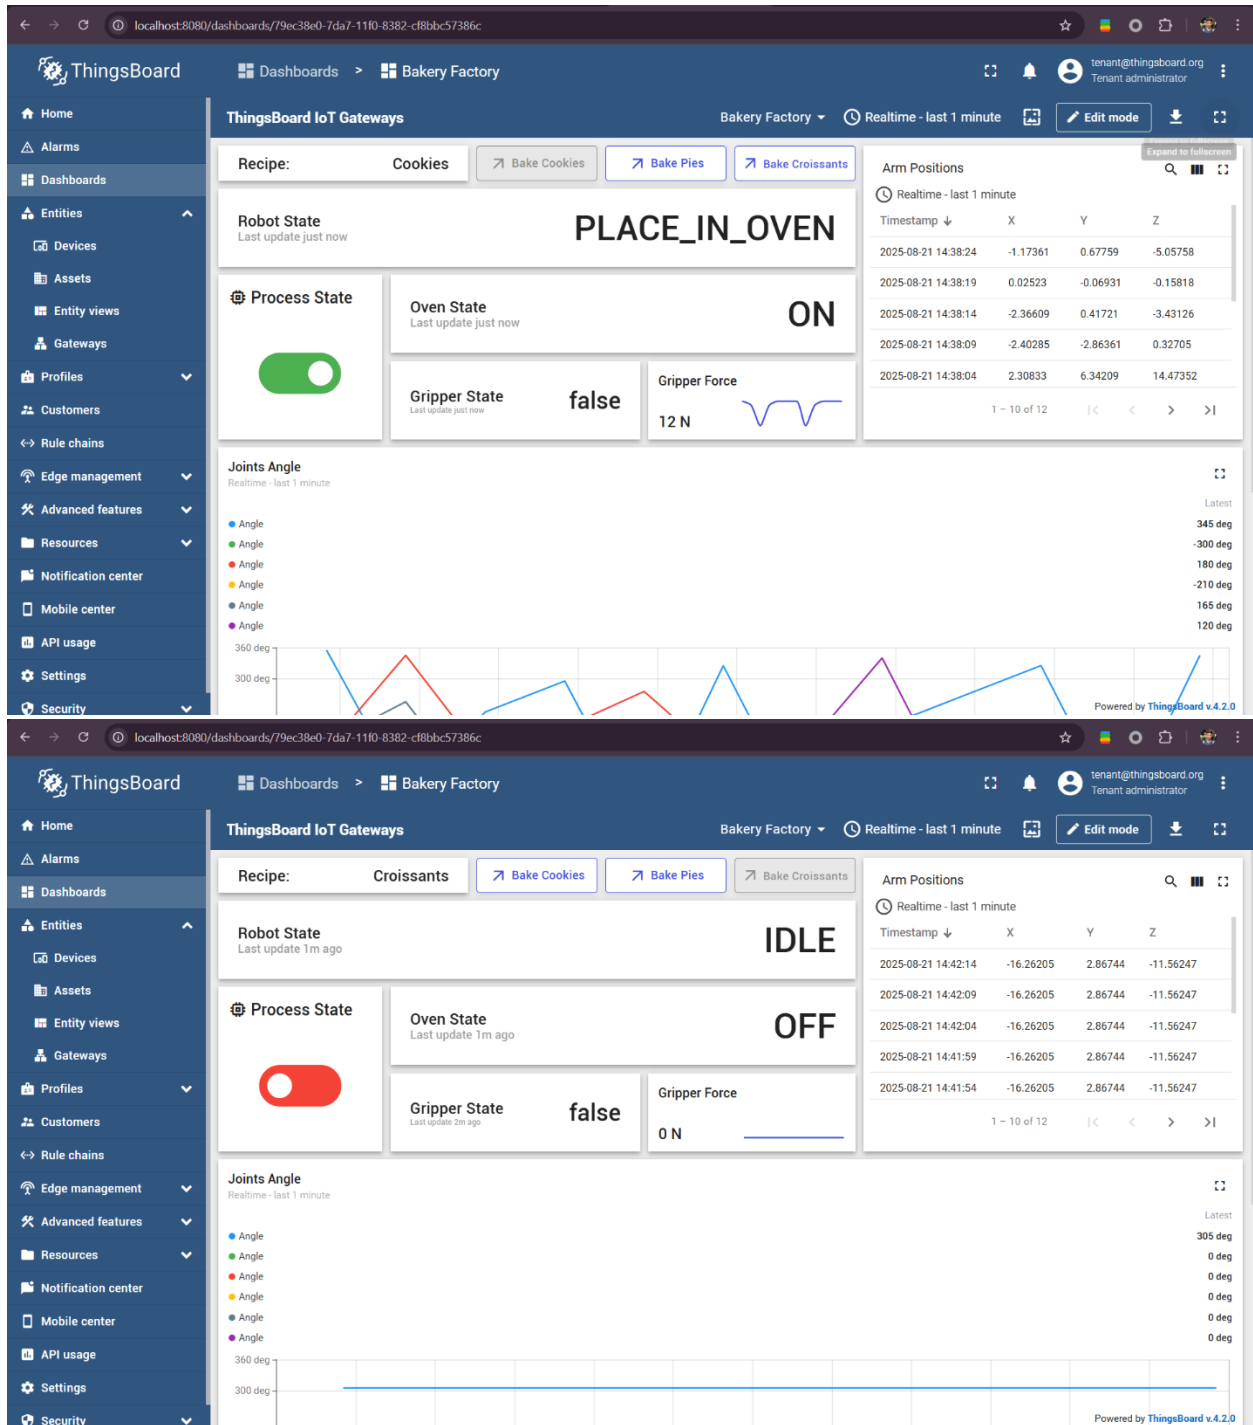 localhost:8080/dashboards/79ec38e0-7da7-11f0-8382-cf8bbc57386c
ThingsBoard
Dashboards > Bakery Factory
tenant@thingsboard.org
Tenant administrator
Home
Alarms
Dashboards
Entities
Devices
Assets
Entity views
Gateways
Profiles
Customers
Rule chains
Edge management
Advanced features
Resources
Notification center
Mobile center
API usage
Settings
Security
ThingsBoard IoT Gateways
Bakery Factory
Realtime - last 1 minute
Edit mode
Expand to fullscreen
Recipe: Cookies
Bake Cookies
Bake Pies
Bake Croissants
Robot State
Last update just now
PLACE_IN_OVEN
Process State
Oven State
Last update just now
ON
Gripper State
Last update just now
false
Gripper Force
12 N
Arm Positions
Realtime - last 1 minute
Timestamp X Y Z
2025-08-21 14:38:24 -1.17361 0.67759 -5.05758
2025-08-21 14:38:19 0.02523 -0.06931 -0.15818
2025-08-21 14:38:14 -2.36609 0.41721 -3.43126
2025-08-21 14:38:09 -2.40285 -2.86361 0.32705
2025-08-21 14:38:04 2.30833 6.34209 14.47352
1 – 10 of 12
Joints Angle
Realtime - last 1 minute
Latest
Angle 345 deg
Angle -300 deg
Angle 180 deg
Angle -210 deg
Angle 165 deg
Angle 120 deg
360 deg
300 deg
Powered by ThingsBoard v.4.2.0
localhost:8080/dashboards/79ec38e0-7da7-11f0-8382-cf8bbc57386c
ThingsBoard
Dashboards > Bakery Factory
tenant@thingsboard.org
Tenant administrator
Home
Alarms
Dashboards
Entities
Devices
Assets
Entity views
Gateways
Profiles
Customers
Rule chains
Edge management
Advanced features
Resources
Notification center
Mobile center
API usage
Settings
Security
ThingsBoard IoT Gateways
Bakery Factory
Realtime - last 1 minute
Edit mode
Recipe: Croissants
Bake Cookies
Bake Pies
Bake Croissants
Robot State
Last update 1m ago
IDLE
Process State
Oven State
Last update 1m ago
OFF
Gripper State
Last update 2m ago
false
Gripper Force
0 N
Arm Positions
Realtime - last 1 minute
Timestamp X Y Z
2025-08-21 14:42:14 -16.26205 2.86744 -11.56247
2025-08-21 14:42:09 -16.26205 2.86744 -11.56247
2025-08-21 14:42:04 -16.26205 2.86744 -11.56247
2025-08-21 14:41:59 -16.26205 2.86744 -11.56247
2025-08-21 14:41:54 -16.26205 2.86744 -11.56247
1 – 10 of 12
Joints Angle
Realtime - last 1 minute
Latest
Angle 305 deg
Angle 0 deg
Angle 0 deg
Angle 0 deg
Angle 0 deg
Angle 0 deg
360 deg
300 deg
Powered by ThingsBoard v.4.2.0